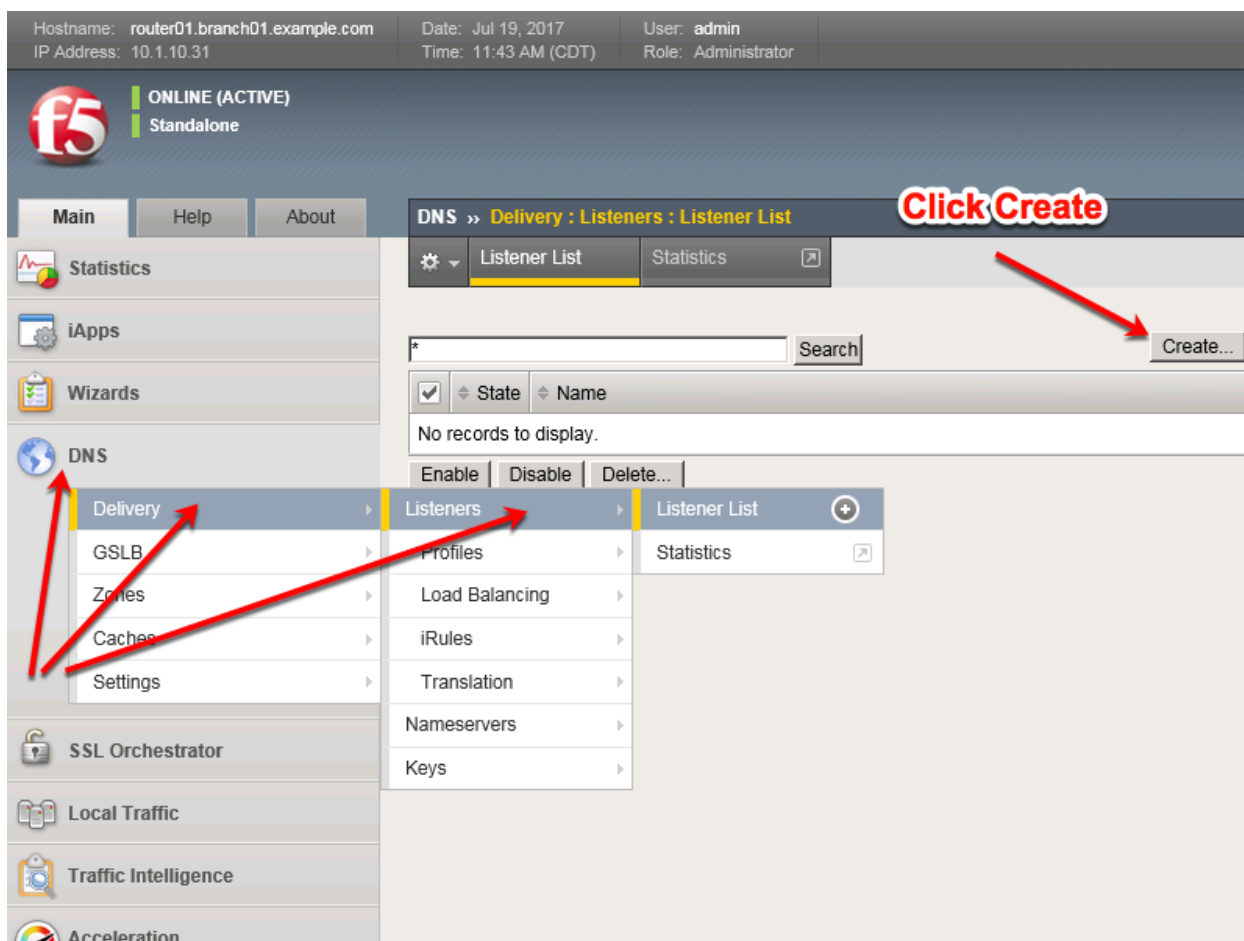 Hostname: router01.branch01.example.com Date: Jul 19, 2017 User: admin
IP Address: 10.1.10.31 Time: 11:43 AM (CDT) Role: Administrator
f5
ONLINE (ACTIVE)
Standalone
Main Help About
DNS » Delivery : Listeners : Listener List
Click Create
Listener List Statistics
Statistics
iApps
* Search Create...
Wizards
State Name
No records to display.
DNS
Enable Disable Delete...
Delivery Listeners Listener List
GSLB Profiles Statistics
Zones Load Balancing
Caches iRules
Settings Translation
Nameservers
Keys
SSL Orchestrator
Local Traffic
Traffic Intelligence
Acceleration